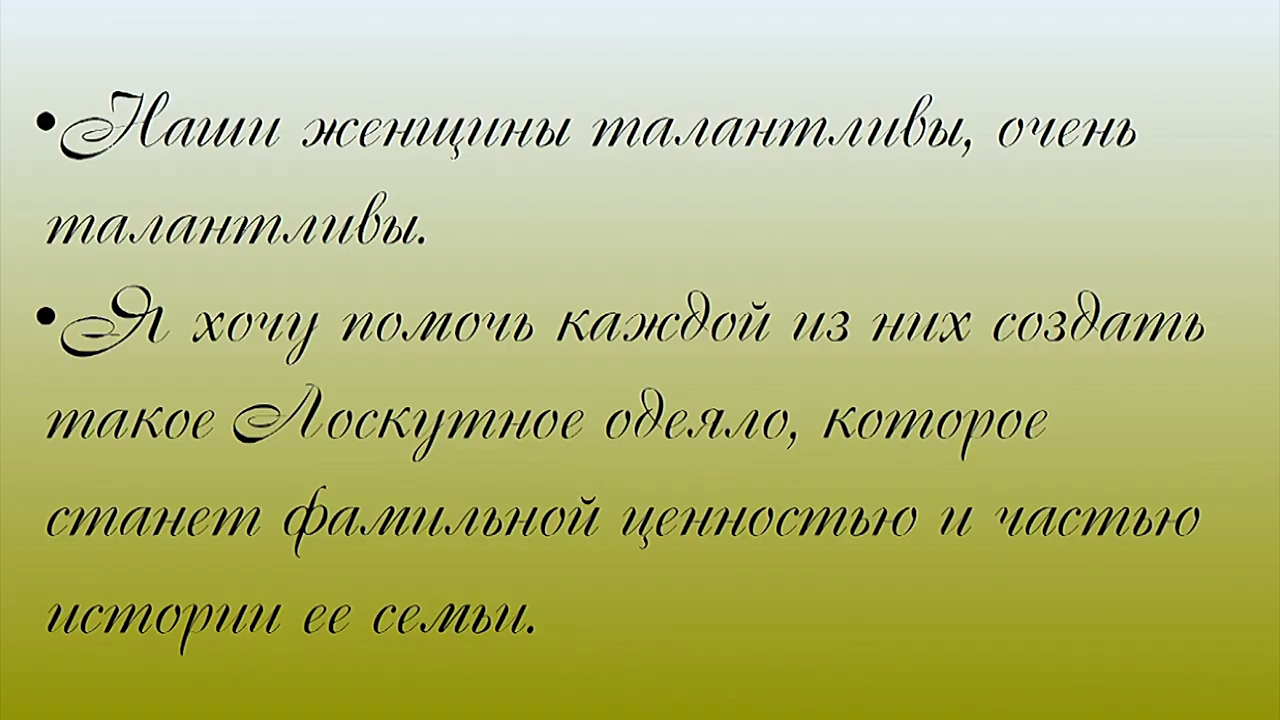 •Наши женщины талантливы, очень
талантливы.
•Я хочу помочь каждой из них создать
такое Лоскутное одеяло, которое
станет фамильной ценностью и частью
истории ее семьи.